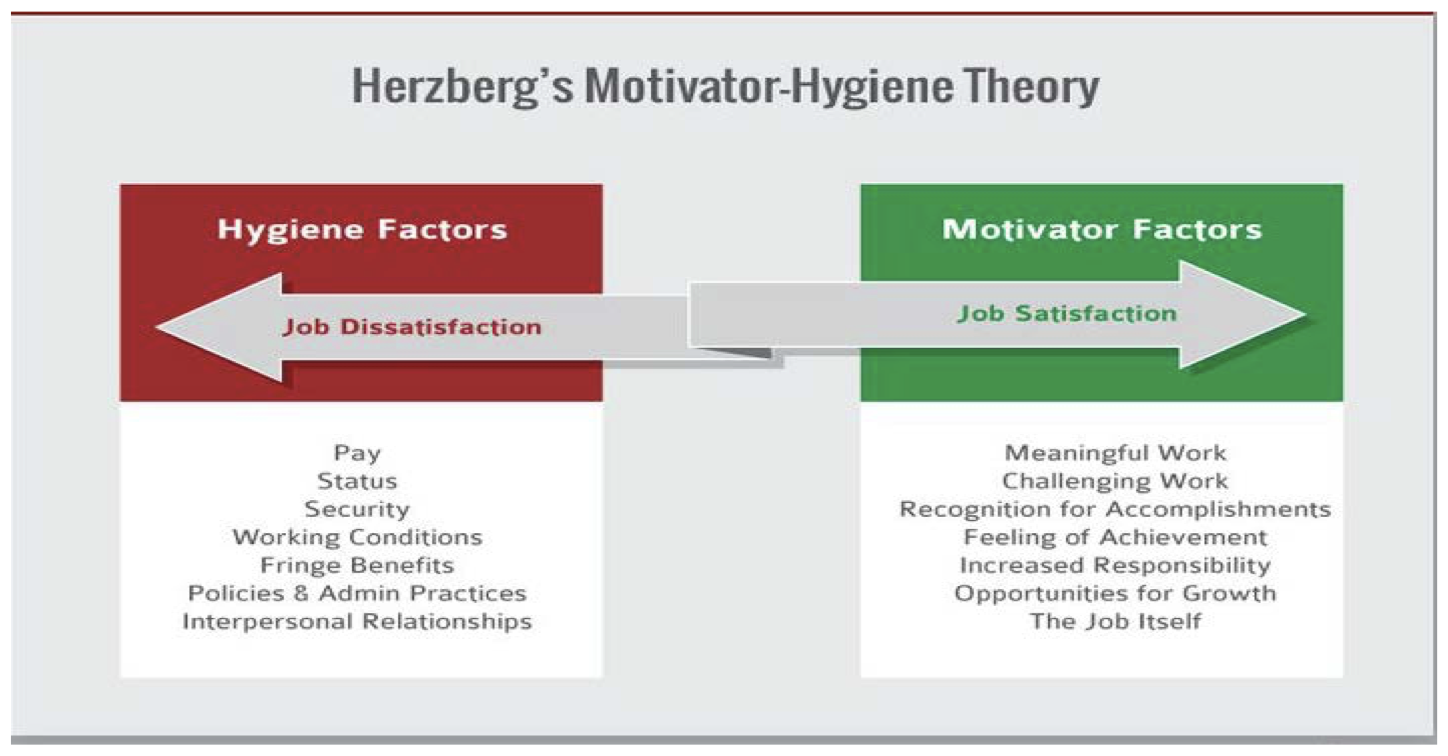 Herzberg's Motivator-Hygiene Theory
Hygiene Factors
Job Dissatisfaction
Pay
Status
Security
Working Conditions
Fringe Benefits
Policies & Admin Practices
Interpersonal Relationships
Motivator Factors
Job Satisfaction
Meaningful Work
Challenging Work
Recognition for Accomplishments
Feeling of Achievement
Increased Responsibility
Opportunities for Growth
The Job Itself